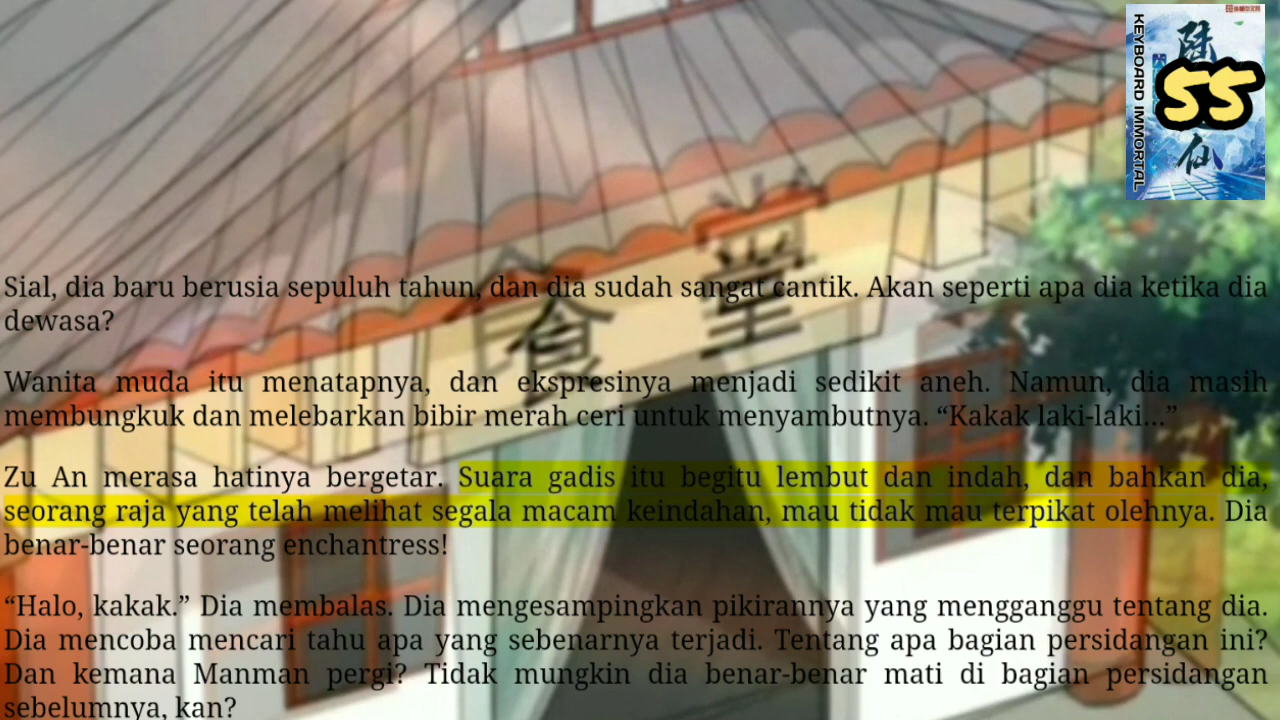 KEYBOARD IMMORTAL
陆
55
仙
食堂
Sial, dia baru berusia sepuluh tahun, dan dia sudah sangat cantik. Akan seperti apa dia ketika dia
dewasa?
Wanita muda itu menatapnya, dan ekspresinya menjadi sedikit aneh. Namun, dia masih
membungkuk dan melebarkan bibir merah ceri untuk menyambutnya. “Kakak laki-laki...”
Zu An merasa hatinya bergetar. Suara gadis itu begitu lembut dan indah, dan bahkan dia,
seorang raja yang telah melihat segala macam keindahan, mau tidak mau terpikat olehnya. Dia
benar-benar seorang enchantress!
“Halo, kakak.” Dia membalas. Dia mengesampingkan pikirannya yang mengganggu tentang dia.
Dia mencoba mencari tahu apa yang sebenarnya terjadi. Tentang apa bagian persidangan ini?
Dan kemana Manman pergi? Tidak mungkin dia benar-benar mati di bagian persidangan
sebelumnya, kan?